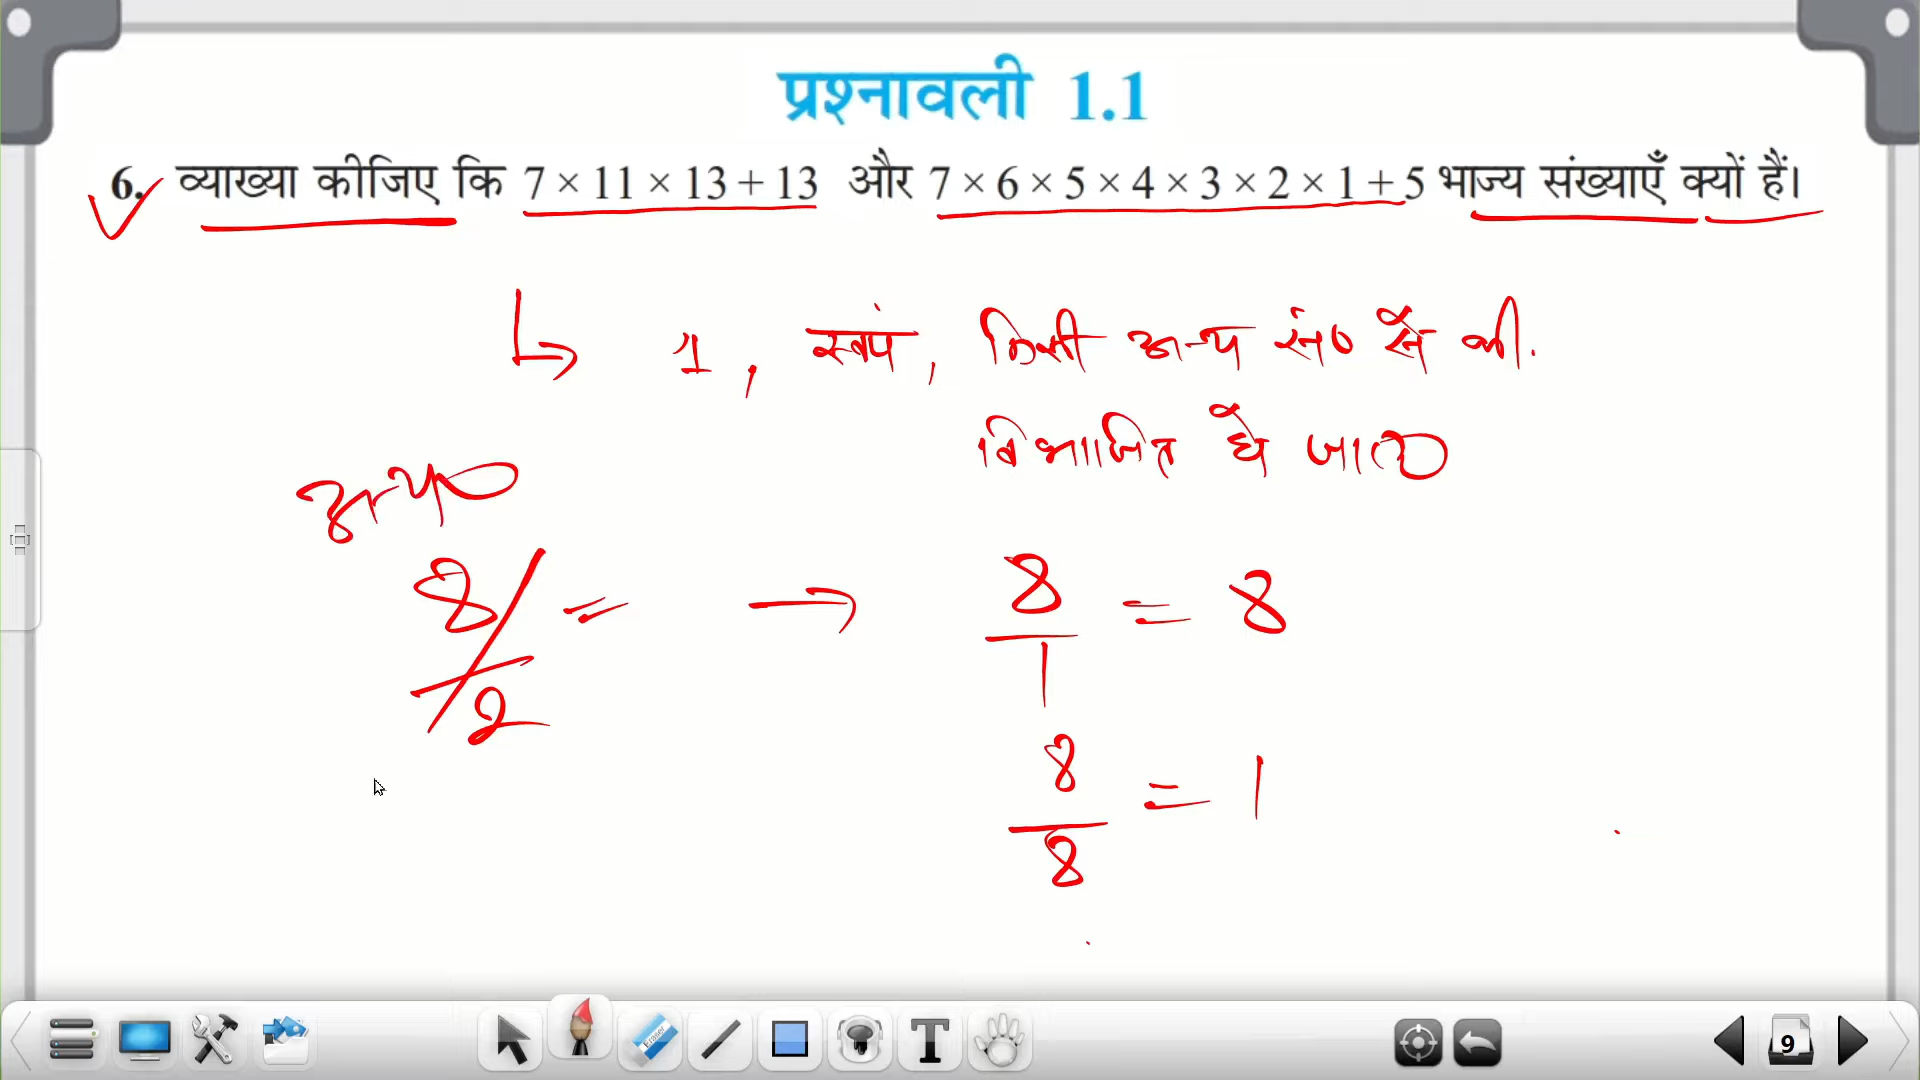 प्रश्नावली 1.1
6. व्याख्या कीजिए कि 7 × 11 × 13 + 13 और 7 × 6 × 5 × 4 × 3 × 2 × 1 + 5 भाज्य संख्याएँ क्यों हैं।
1, स्वयं, किसी अन्य सं० से भी.
विभाजित
8/2 = → 8/1 = 8
8/8 = 1
T
9